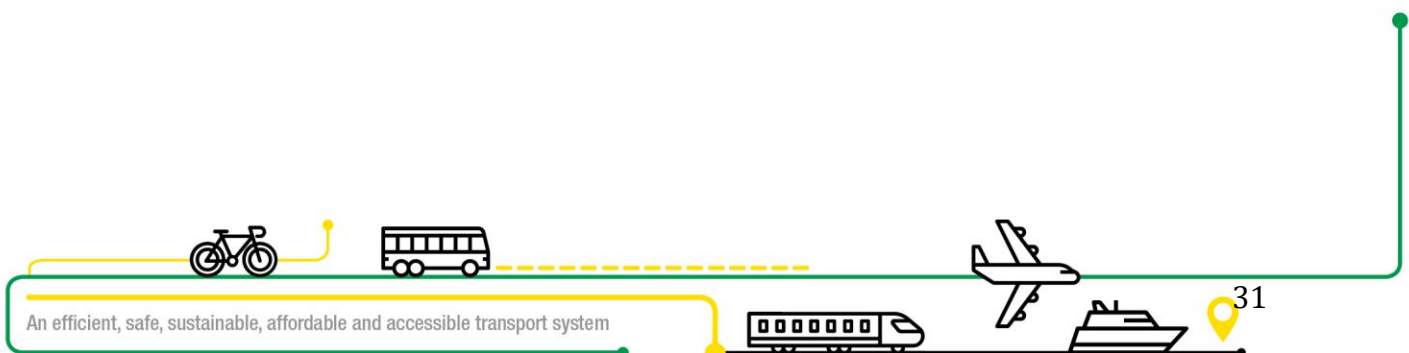 31
An efficient, safe, sustainable, affordable and accessible transport system